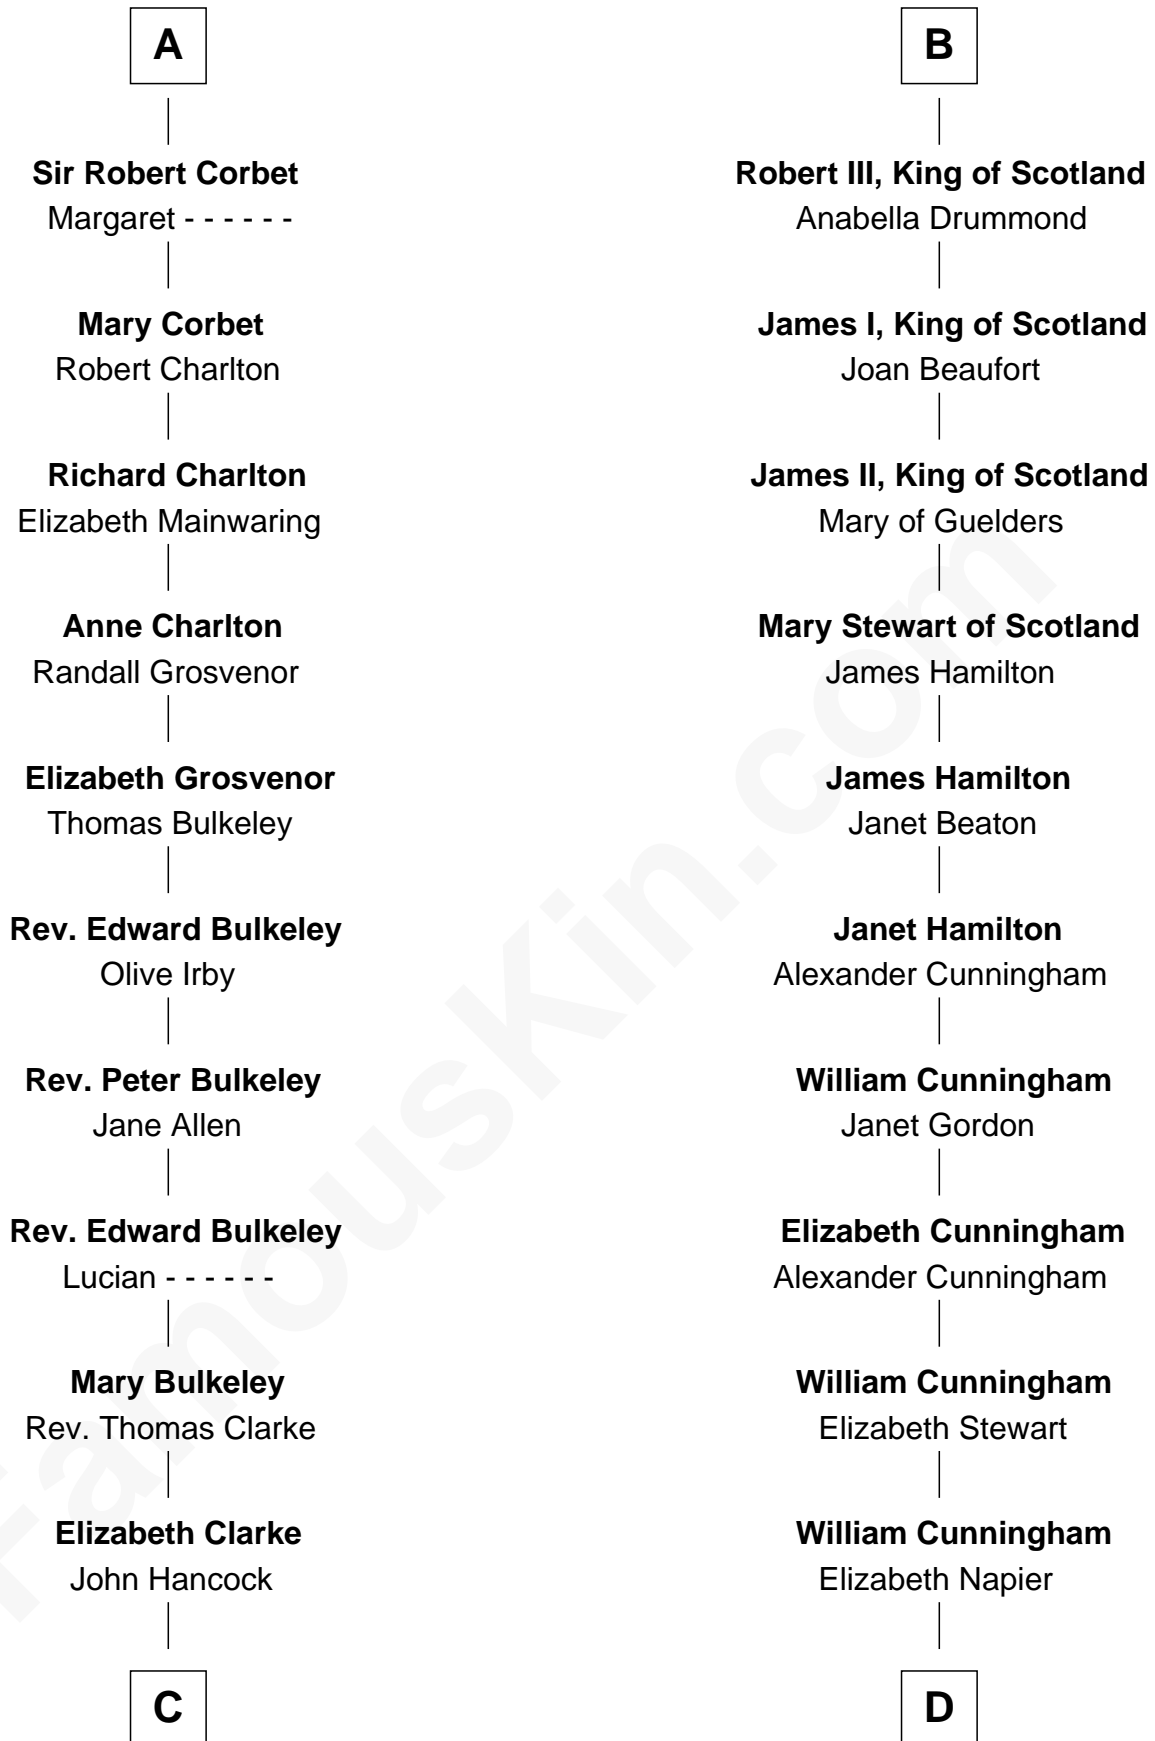 A
Sir Robert Corbet
Margaret - - - - - -
Mary Corbet
Robert Charlton
Richard Charlton
Elizabeth Mainwaring
Anne Charlton
Randall Grosvenor
Elizabeth Grosvenor
Thomas Bulkeley
Rev. Edward Bulkeley
Olive Irby
Rev. Peter Bulkeley
Jane Allen
Rev. Edward Bulkeley
Lucian - - - - - -
Mary Bulkeley
Rev. Thomas Clarke
Elizabeth Clarke
John Hancock
C
B
Robert III, King of Scotland
Anabella Drummond
James I, King of Scotland
Joan Beaufort
James II, King of Scotland
Mary of Guelders
Mary Stewart of Scotland
James Hamilton
James Hamilton
Janet Beaton
Janet Hamilton
Alexander Cunningham
William Cunningham
Janet Gordon
Elizabeth Cunningham
Alexander Cunningham
William Cunningham
Elizabeth Stewart
William Cunningham
Elizabeth Napier
D
FamousKin.com